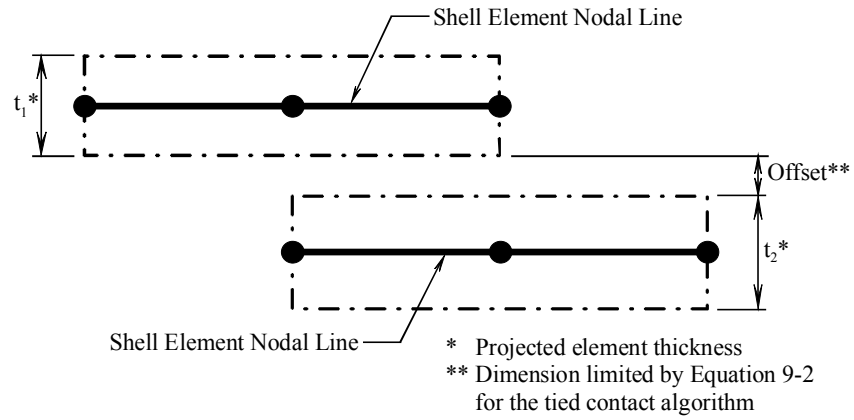 Shell Element Nodal Line
t1*
Offset**
t2*
Shell Element Nodal Line
* Projected element thickness
** Dimension limited by Equation 9-2
for the tied contact algorithm